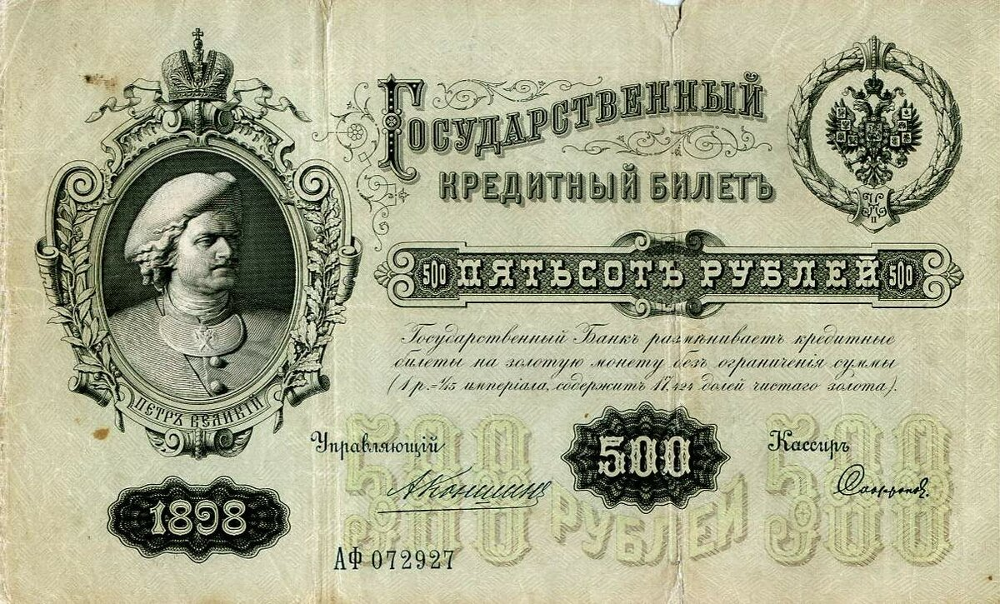 ГОСУДАРСТВЕННЫЙ
КРЕДИТНЫЙ БИЛЕТЪ
500 ПЯТЬСОТЪ РУБЛЕЙ 500
Государственный Банкъ размѣниваетъ кредитные
билеты на золотую монету безъ ограниченія суммы
(1 р.=1/15 имперіала, содержитъ 17,424 долей чистаго золота).
ПЕТРЪ ВЕЛИКІЙ
Управляющій
500
Кассиръ
АКоншинъ
Софроновъ.
500
500
РУБЛЕЙ
1898
АФ 072927